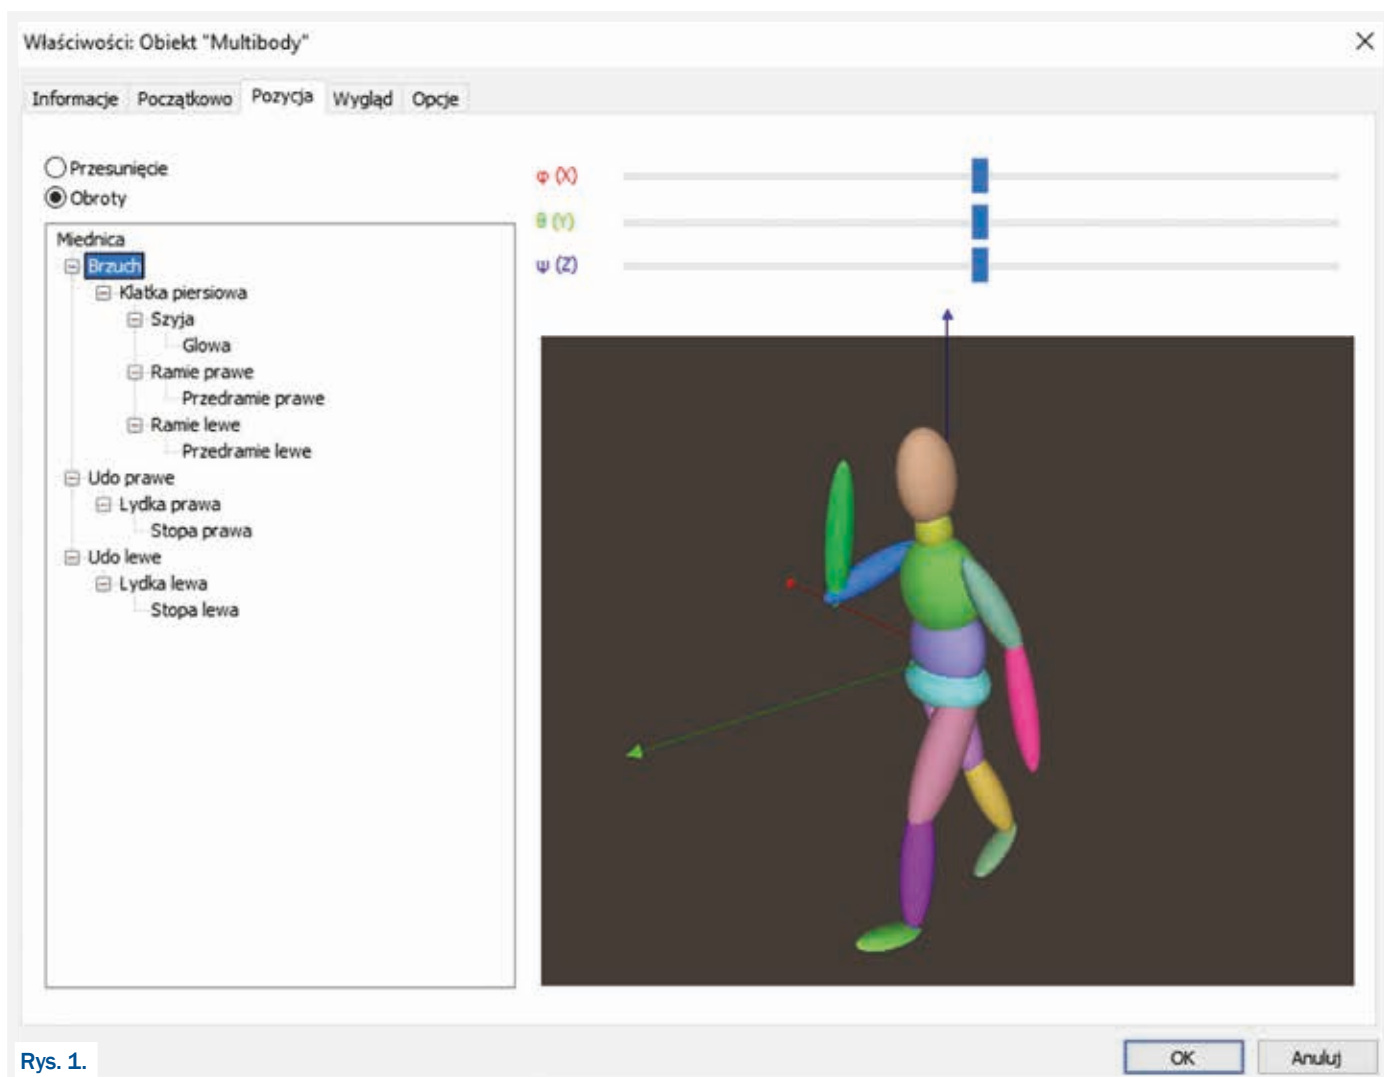 Właściwości: Obiekt "Multibody"
Informacje Początkowo Pozycja Wygląd Opcje
Przesunięcie
Obroty
Miednica
Brzuch
Klatka piersiowa
Szyja
Glowa
Ramie prawe
Przedramie prawe
Ramie lewe
Przedramie lewe
Udo prawe
Lydka prawa
Stopa prawa
Udo lewe
Lydka lewa
Stopa lewa
φ (X)
θ (Y)
ψ (Z)
OK Anuluj
Rys. 1.